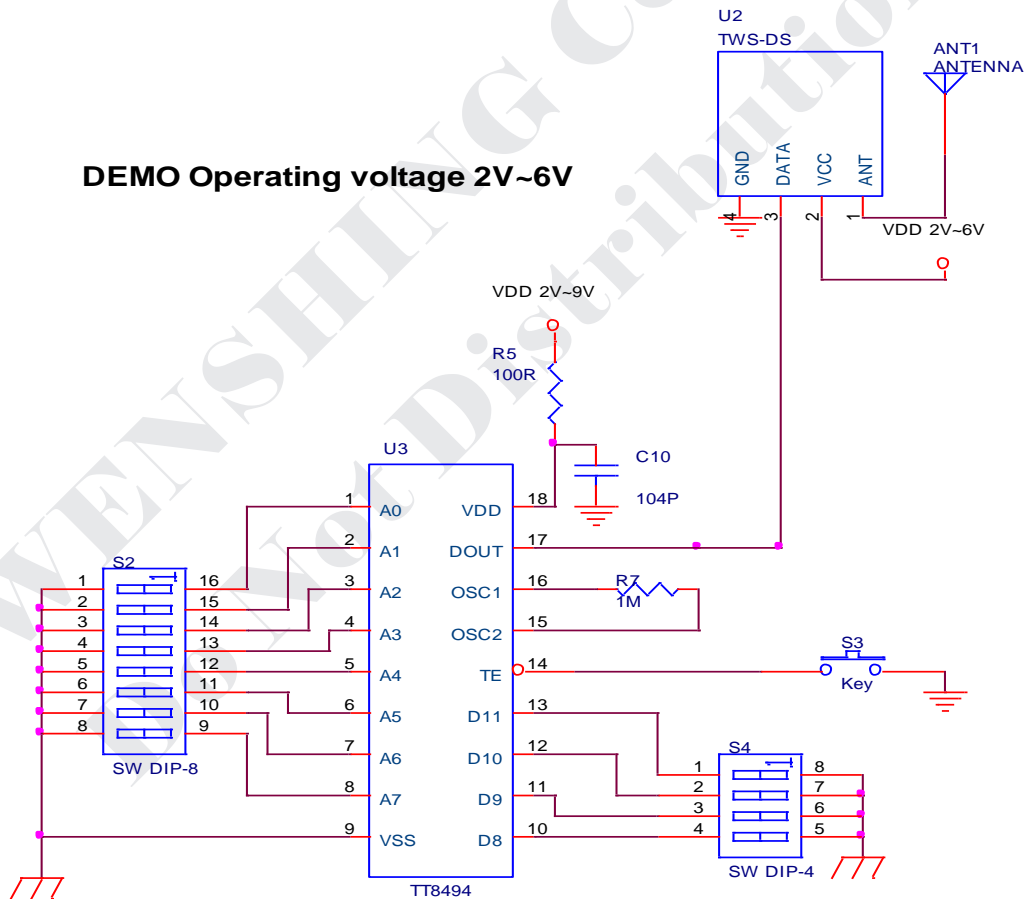 U2
TWS-DS
ANT1
ANTENNA
GND
DATA
VCC
ANT
4
3
2
1
DEMO Operating voltage 2V~6V
VDD 2V~6V
VDD 2V~9V
R5
100R
C10
104P
U3
1 A0 VDD 18
2 A1 DOUT 17
3 A2 OSC1 16
4 A3 OSC2 15
5 A4 TE 14
6 A5 D11 13
7 A6 D10 12
8 A7 D9 11
9 VSS D8 10
TT8494
R7
1M
S2
1 16
2 15
3 14
4 13
5 12
6 11
7 10
8 9
SW DIP-8
S3
Key
S4
1 8
2 7
3 6
4 5
SW DIP-4
WENSHING Co
Do Not Distribution